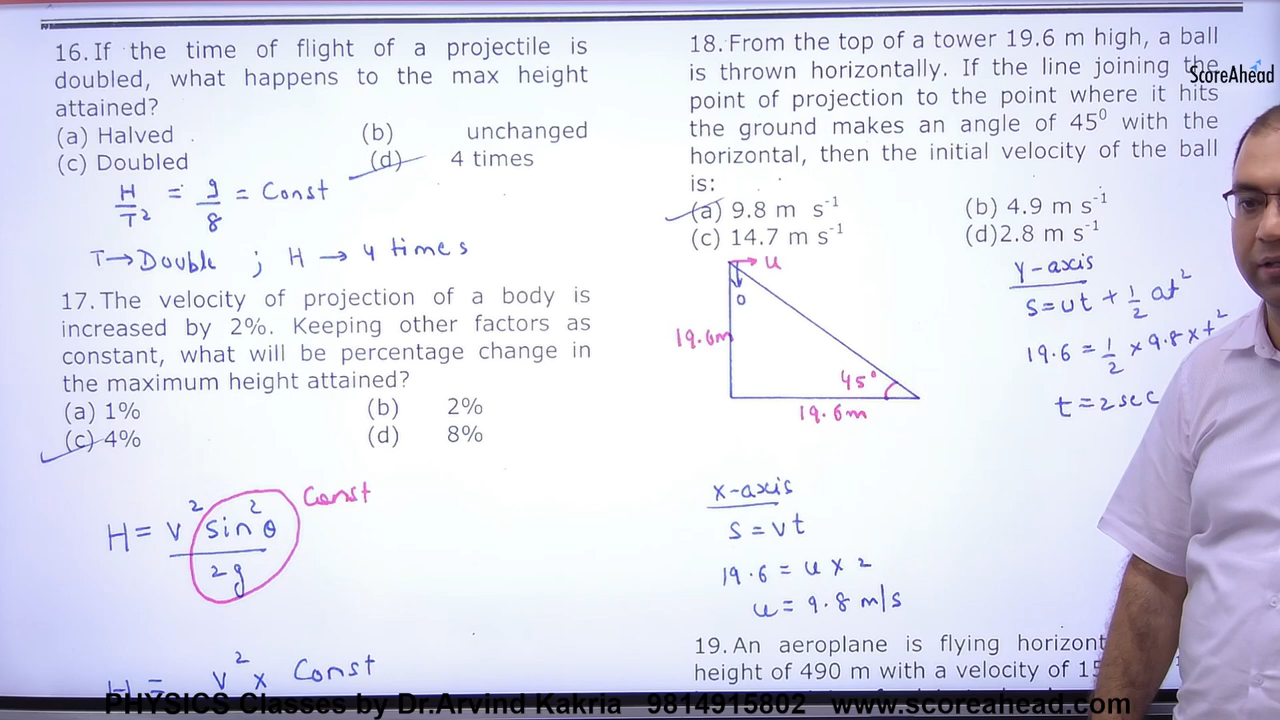 16. If the time of flight of a projectile is
doubled, what happens to the max height
attained?
(a) Halved (b) unchanged
(c) Doubled (d) 4 times
H/T² = g/8 = Const
T→Double ; H → 4 times
17. The velocity of projection of a body is
increased by 2%. Keeping other factors as
constant, what will be percentage change in
the maximum height attained?
(a) 1% (b) 2%
(c) 4% (d) 8%
H = v² sin²θ / 2g Const
H = v² x Const
18. From the top of a tower 19.6 m high, a ball
is thrown horizontally. If the line joining the
point of projection to the point where it hits
the ground makes an angle of 45⁰ with the
horizontal, then the initial velocity of the ball
is:
(a) 9.8 m s⁻¹ (b) 4.9 m s⁻¹
(c) 14.7 m s⁻¹ (d)2.8 m s⁻¹
u
0
19.6m
45°
19.6m
Y-axis
S = ut + 1/2 at²
19.6 = 1/2 x 9.8 x t²
t = 2 sec
x-axis
S = vt
19.6 = u x 2
u = 9.8 m/s
19. An aeroplane is flying
height of 490 m with a velocity of
ScoreAhead
PHYSICS Classes by Dr.Arvind Kakria 9814915802 www.scoreahead.com